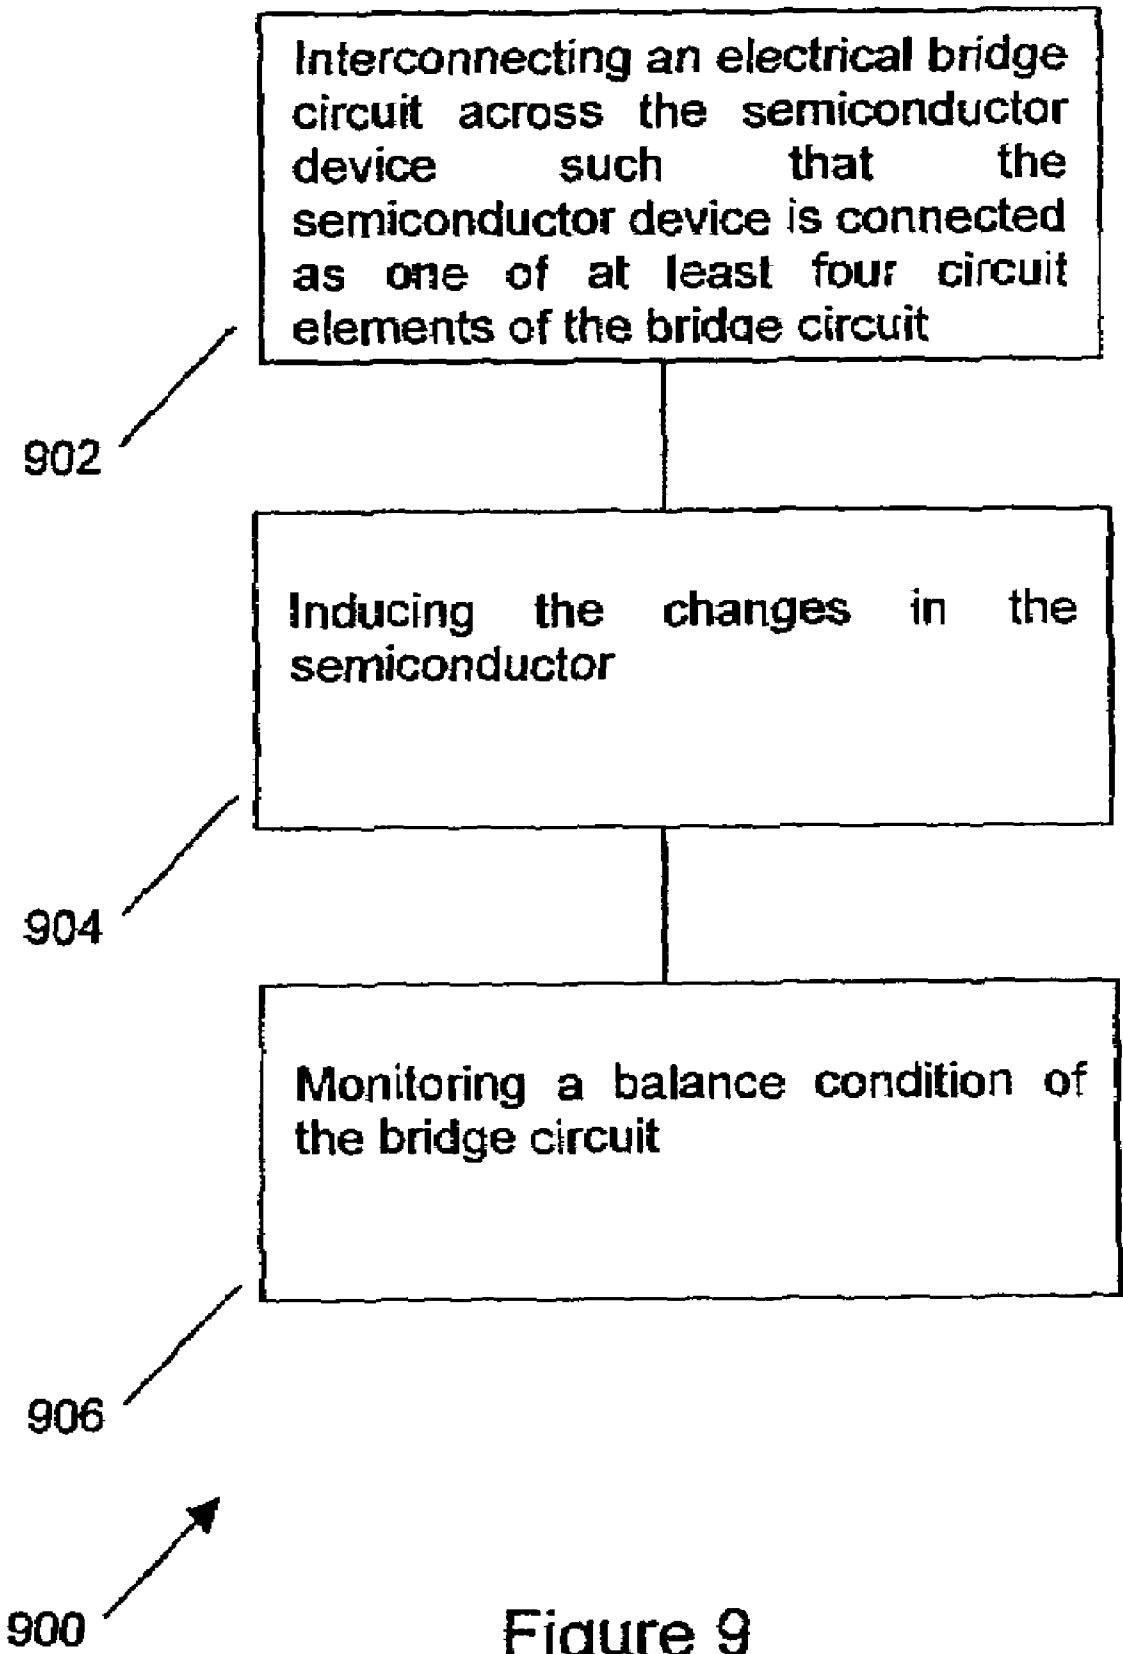 Interconnecting an electrical bridge
circuit across the semiconductor
device such that the
semiconductor device is connected
as one of at least four circuit
elements of the bridge circuit
902
Inducing the changes in the
semiconductor
904
Monitoring a balance condition of
the bridge circuit
906
900
Figure 9